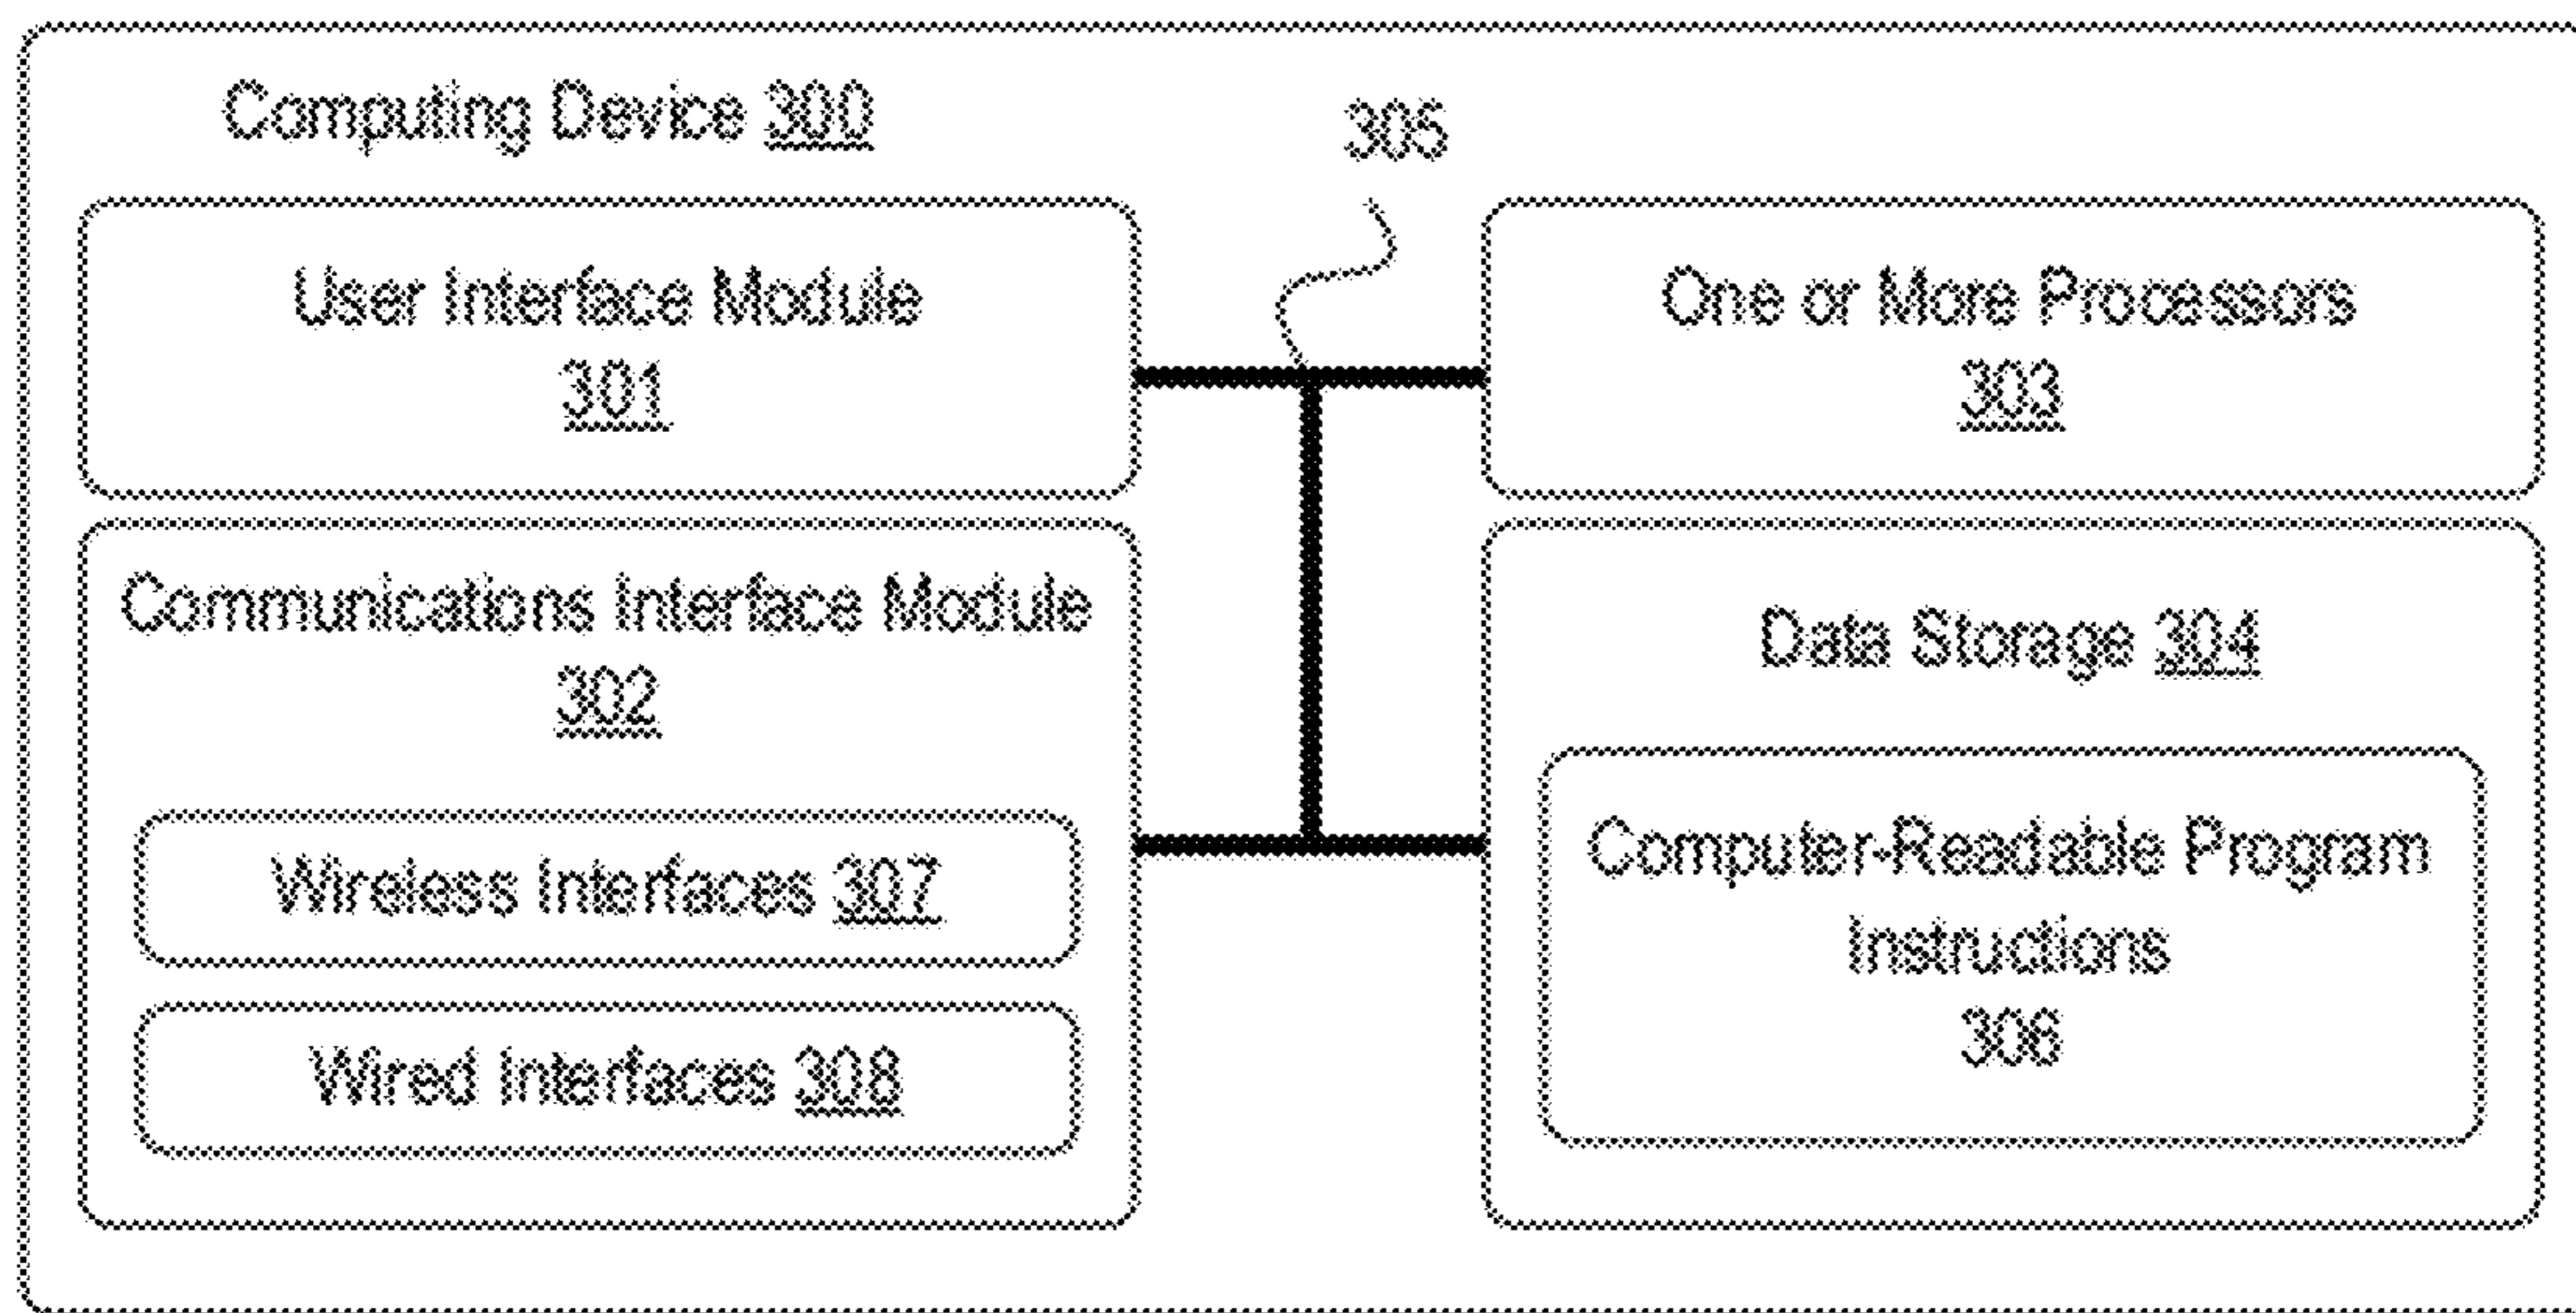 Computing Device 300
305
User Interface Module
301
One or More Processors
303
Communications Interface Module
302
Wireless Interfaces 307
Wired Interfaces 308
Data Storage 304
Computer-Readable Program
Instructions
306